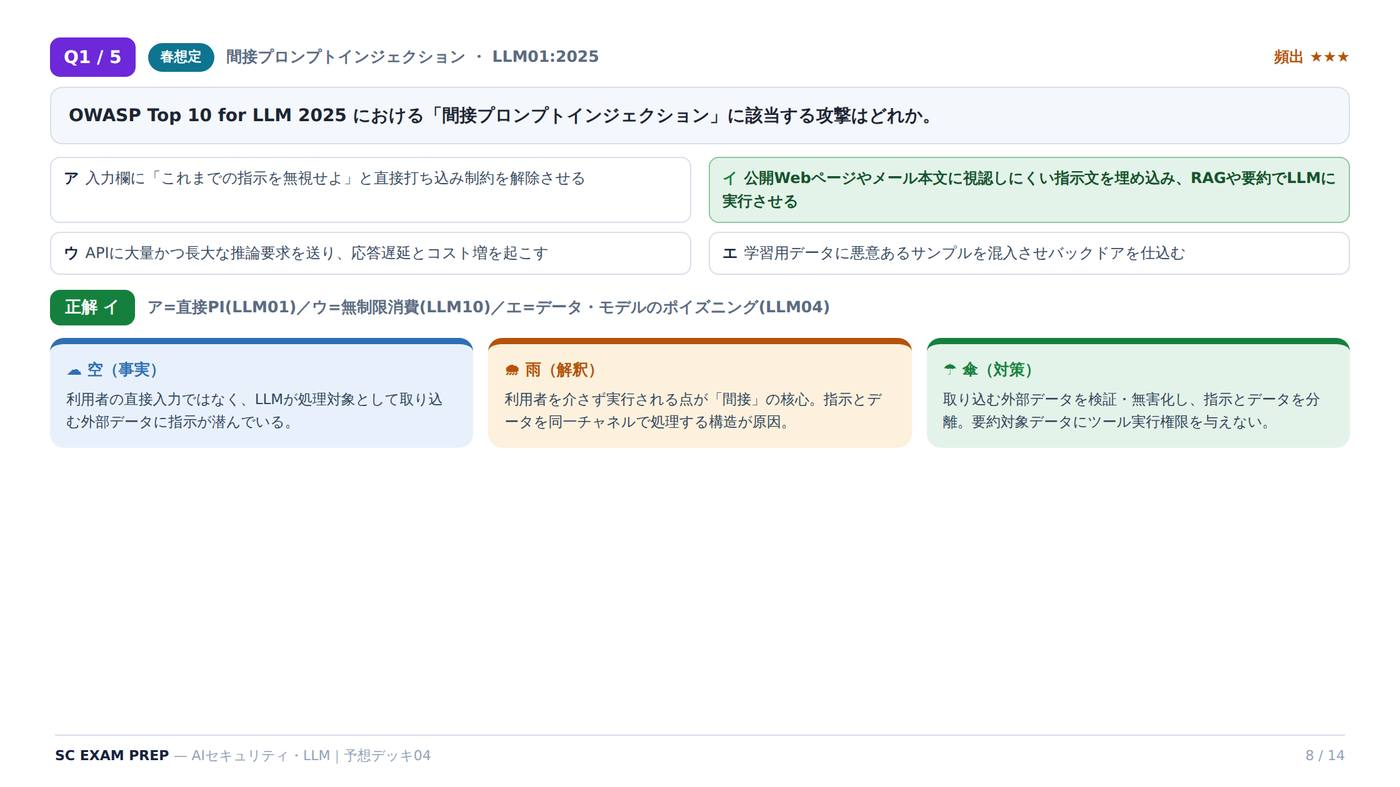 Q1 / 5 春想定 間接プロンプトインジェクション ・ LLM01:2025 頻出 ★★★
OWASP Top 10 for LLM 2025 における「間接プロンプトインジェクション」に該当する攻撃はどれか。
ア 入力欄に「これまでの指示を無視せよ」と直接打ち込み制約を解除させる
イ 公開Webページやメール本文に視認しにくい指示文を埋め込み、RAGや要約でLLMに
実行させる
ウ APIに大量かつ長大な推論要求を送り、応答遅延とコスト増を起こす
エ 学習用データに悪意あるサンプルを混入させバックドアを仕込む
正解 イ ア=直接PI(LLM01)／ウ=無制限消費(LLM10)／エ=データ・モデルのポイズニング(LLM04)
☁ 空（事実）
利用者の直接入力ではなく、LLMが処理対象として取り込
む外部データに指示が潜んでいる。
🌧 雨（解釈）
利用者を介さず実行される点が「間接」の核心。指示とデ
ータを同一チャネルで処理する構造が原因。
☂ 傘（対策）
取り込む外部データを検証・無害化し、指示とデータを分
離。要約対象データにツール実行権限を与えない。
SC EXAM PREP — AIセキュリティ・LLM | 予想デッキ04 8 / 14